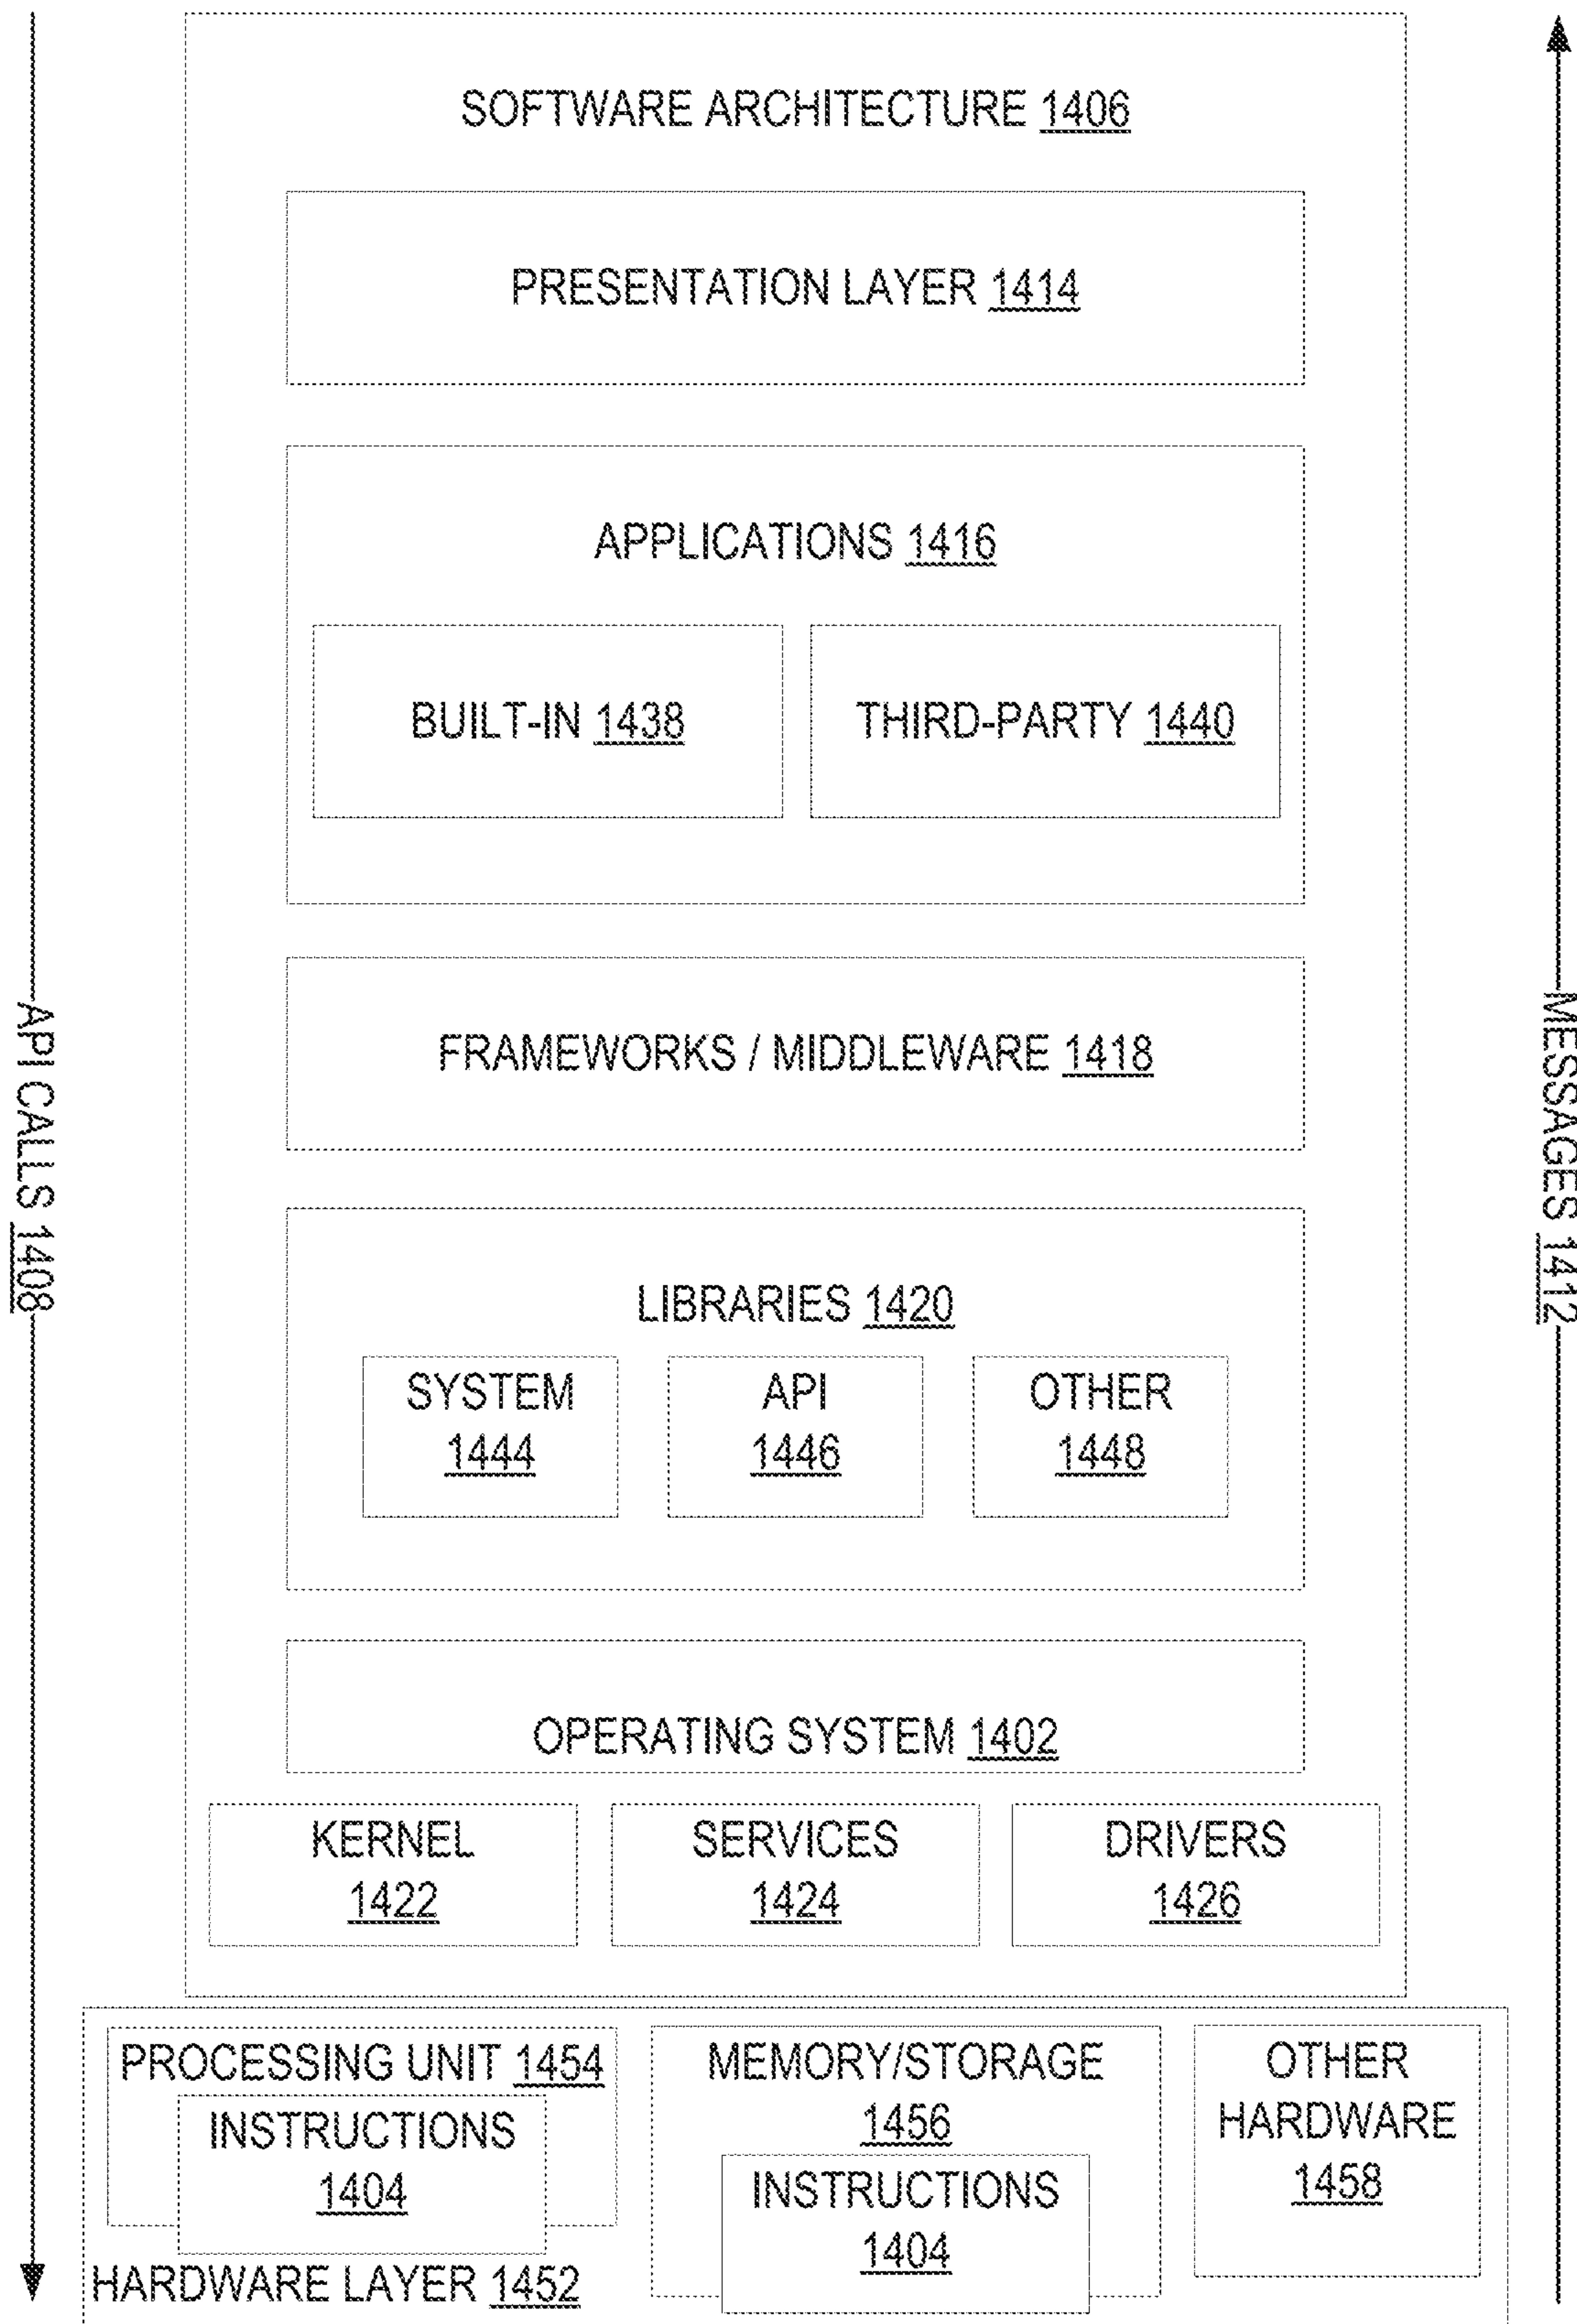 SOFTWARE ARCHITECTURE 1406
PRESENTATION LAYER 1414
APPLICATIONS 1416
BUILT-IN 1438
THIRD-PARTY 1440
FRAMEWORKS / MIDDLEWARE 1418
API CALLS 1408
MESSAGES 1412
LIBRARIES 1420
SYSTEM
1444
API
1446
OTHER
1448
OPERATING SYSTEM 1402
KERNEL
1422
SERVICES
1424
DRIVERS
1426
PROCESSING UNIT 1454
INSTRUCTIONS
1404
MEMORY/STORAGE
1456
INSTRUCTIONS
1404
OTHER
HARDWARE
1458
HARDWARE LAYER 1452